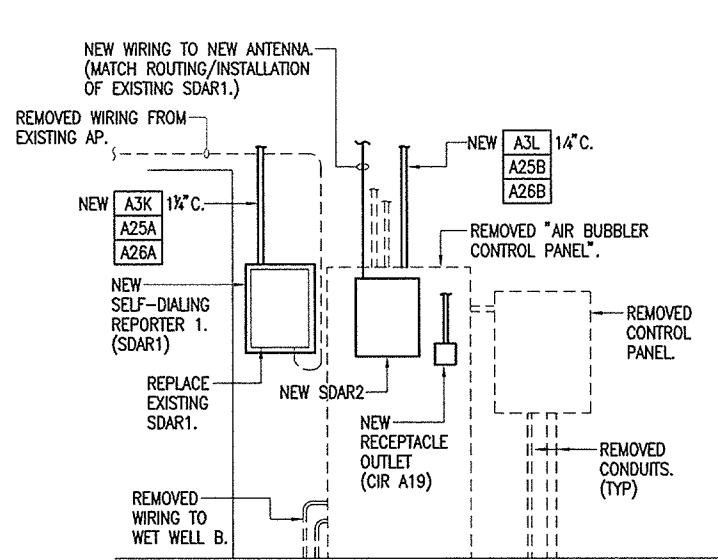 NEW WIRING TO NEW ANTENNA.
(MATCH ROUTING/INSTALLATION
OF EXISTING SDAR1.)
REMOVED WIRING FROM
EXISTING AP.
NEW A3L 1¼"C.
A25B
A26B
NEW A3K 1¼"C.
A25A
A26A
REMOVED "AIR BUBBLER
CONTROL PANEL".
NEW
SELF-DIALING
REPORTER 1.
(SDAR1)
REMOVED
CONTROL
PANEL.
REPLACE
EXISTING
SDAR1.
NEW SDAR2
NEW
RECEPTACLE
OUTLET
(CIR A19)
REMOVED
CONDUITS.
(TYP)
REMOVED
WIRING TO
WET WELL B.